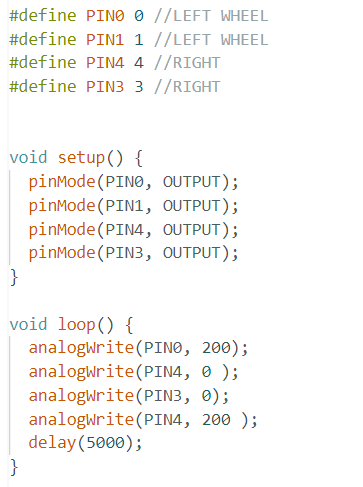 #define PIN0 0 //LEFT WHEEL
#define PIN1 1 //LEFT WHEEL
#define PIN4 4 //RIGHT
#define PIN3 3 //RIGHT
void setup() {
pinMode(PIN0, OUTPUT);
pinMode(PIN1, OUTPUT);
pinMode(PIN4, OUTPUT);
pinMode(PIN3, OUTPUT);
}
void loop() {
analogWrite(PIN0, 200);
analogWrite(PIN4, 0 );
analogWrite(PIN3, 0);
analogWrite(PIN4, 200 );
delay(5000);
}